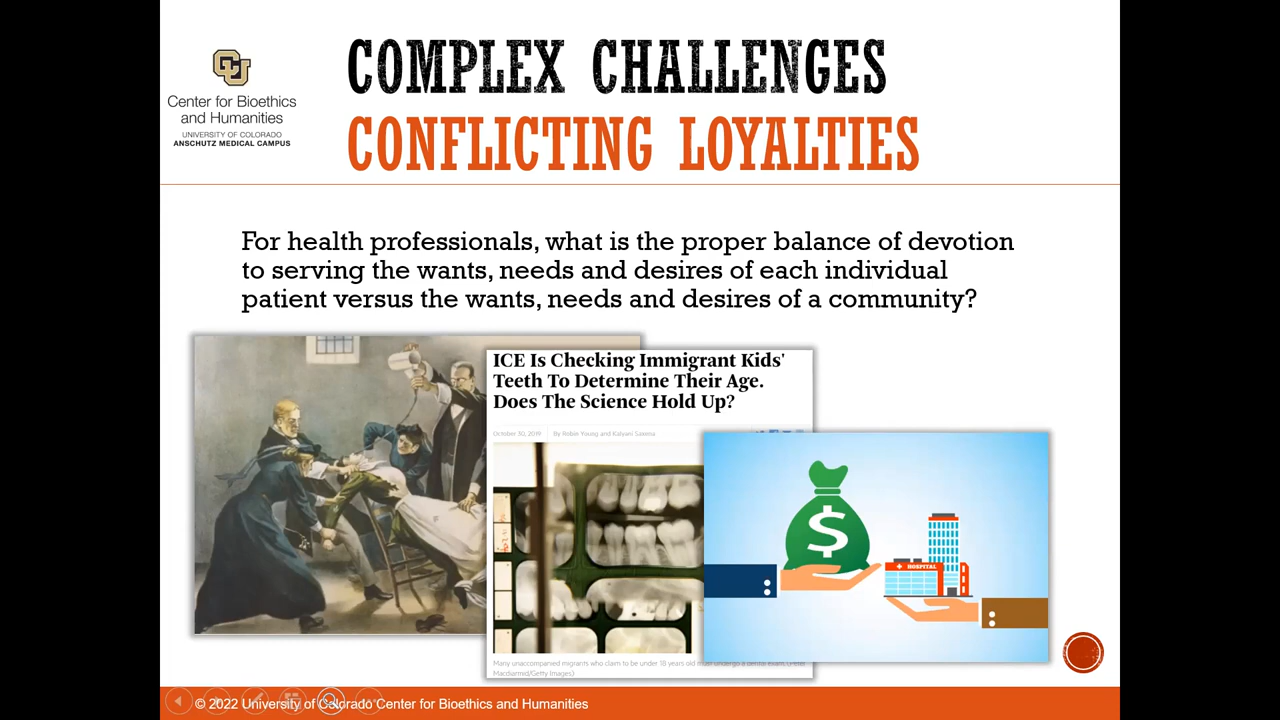 COMPLEX CHALLENGES
CONFLICTING LOYALTIES
Center for Bioethics
and Humanities
UNIVERSITY OF COLORADO
ANSCHUTZ MEDICAL CAMPUS
For health professionals, what is the proper balance of devotion
to serving the wants, needs and desires of each individual
patient versus the wants, needs and desires of a community?
ICE Is Checking Immigrant Kids'
Teeth To Determine Their Age.
Does The Science Hold Up?
October 30, 2019
By Robin Young and Kalyani Saxena
$
HOSPITAL
Many unaccompanied migrants who claim to be under 18 years old must undergo a dental exam.
Macdiarmid/Getty Images)
© 2022 University of Colorado Center for Bioethics and Humanities